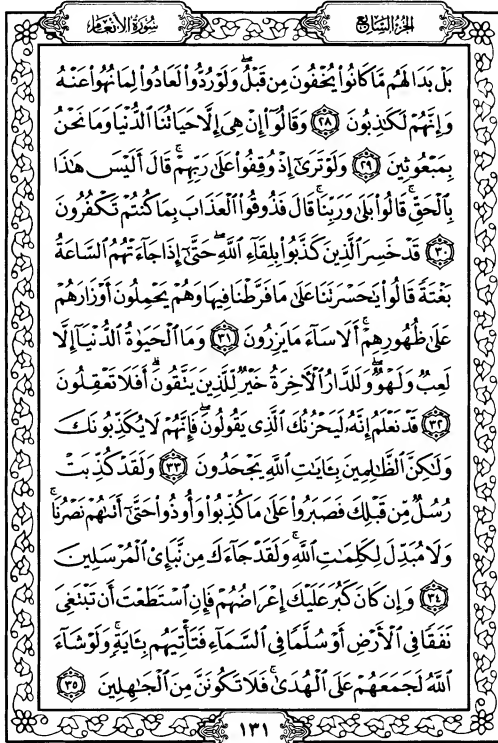 الجزء السابع
سورة الأنعام
بَلْ بَدَا لَهُم مَّا كَانُوا۟ يُخْفُونَ مِن قَبْلُ ۖ وَلَوْ رُدُّوا۟ لَعَادُوا۟ لِمَا نُهُوا۟ عَنْهُ
وَإِنَّهُمْ لَكَـٰذِبُونَ ﴿٢٨﴾ وَقَالُوٓا۟ إِنْ هِىَ إِلَّا حَيَاتُنَا ٱلدُّنْيَا وَمَا نَحْنُ
بِمَبْعُوثِينَ ﴿٢٩﴾ وَلَوْ تَرَىٰٓ إِذْ وُقِفُوا۟ عَلَىٰ رَبِّهِمْ ۚ قَالَ أَلَيْسَ هَـٰذَا
بِٱلْحَقِّ ۚ قَالُوا۟ بَلَىٰ وَرَبِّنَا ۚ قَالَ فَذُوقُوا۟ ٱلْعَذَابَ بِمَا كُنتُمْ تَكْفُرُونَ
﴿٣٠﴾ قَدْ خَسِرَ ٱلَّذِينَ كَذَّبُوا۟ بِلِقَآءِ ٱللَّهِ ۖ حَتَّىٰٓ إِذَا جَآءَتْهُمُ ٱلسَّاعَةُ
بَغْتَةً قَالُوا۟ يَـٰحَسْرَتَنَا عَلَىٰ مَا فَرَّطْنَا فِيهَا وَهُمْ يَحْمِلُونَ أَوْزَارَهُمْ
عَلَىٰ ظُهُورِهِمْ ۚ أَلَا سَآءَ مَا يَزِرُونَ ﴿٣١﴾ وَمَا ٱلْحَيَوٰةُ ٱلدُّنْيَآ إِلَّا
لَعِبٌ وَلَهْوٌ ۖ وَلَلدَّارُ ٱلْـَٔاخِرَةُ خَيْرٌ لِّلَّذِينَ يَتَّقُونَ ۗ أَفَلَا تَعْقِلُونَ
﴿٣٢﴾ قَدْ نَعْلَمُ إِنَّهُۥ لَيَحْزُنُكَ ٱلَّذِى يَقُولُونَ ۖ فَإِنَّهُمْ لَا يُكَذِّبُونَكَ
وَلَـٰكِنَّ ٱلظَّـٰلِمِينَ بِـَٔايَـٰتِ ٱللَّهِ يَجْحَدُونَ ﴿٣٣﴾ وَلَقَدْ كُذِّبَتْ
رُسُلٌ مِّن قَبْلِكَ فَصَبَرُوا۟ عَلَىٰ مَا كُذِّبُوا۟ وَأُوذُوا۟ حَتَّىٰٓ أَتَىٰهُمْ نَصْرُنَا ۚ
وَلَا مُبَدِّلَ لِكَلِمَـٰتِ ٱللَّهِ ۚ وَلَقَدْ جَآءَكَ مِن نَّبَإِى۟ ٱلْمُرْسَلِينَ
﴿٣٤﴾ وَإِن كَانَ كَبُرَ عَلَيْكَ إِعْرَاضُهُمْ فَإِنِ ٱسْتَطَعْتَ أَن تَبْتَغِىَ
نَفَقًا فِى ٱلْأَرْضِ أَوْ سُلَّمًا فِى ٱلسَّمَآءِ فَتَأْتِيَهُم بِـَٔايَةٍ ۚ وَلَوْ شَآءَ
ٱللَّهُ لَجَمَعَهُمْ عَلَى ٱلْهُدَىٰ ۚ فَلَا تَكُونَنَّ مِنَ ٱلْجَـٰهِلِينَ ﴿٣٥﴾
١٣١